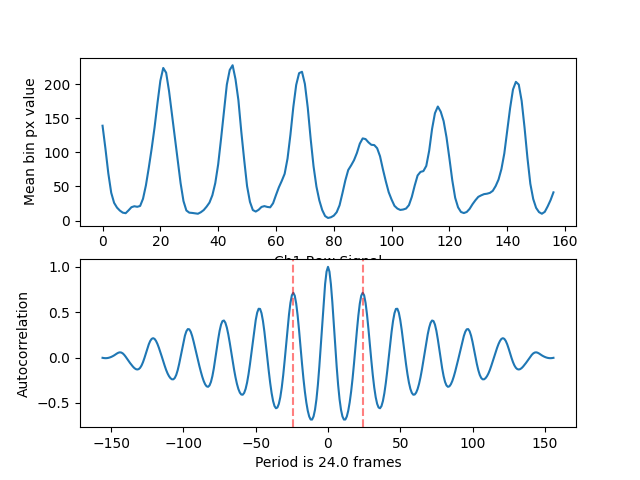 Mean bin px value
200
150
100
50
0
0 20 40 60 80 100 120 140 160
Ch1 Raw Signal
Autocorrelation
1.0
0.5
0.0
−0.5
−150 −100 −50 0 50 100 150
Period is 24.0 frames